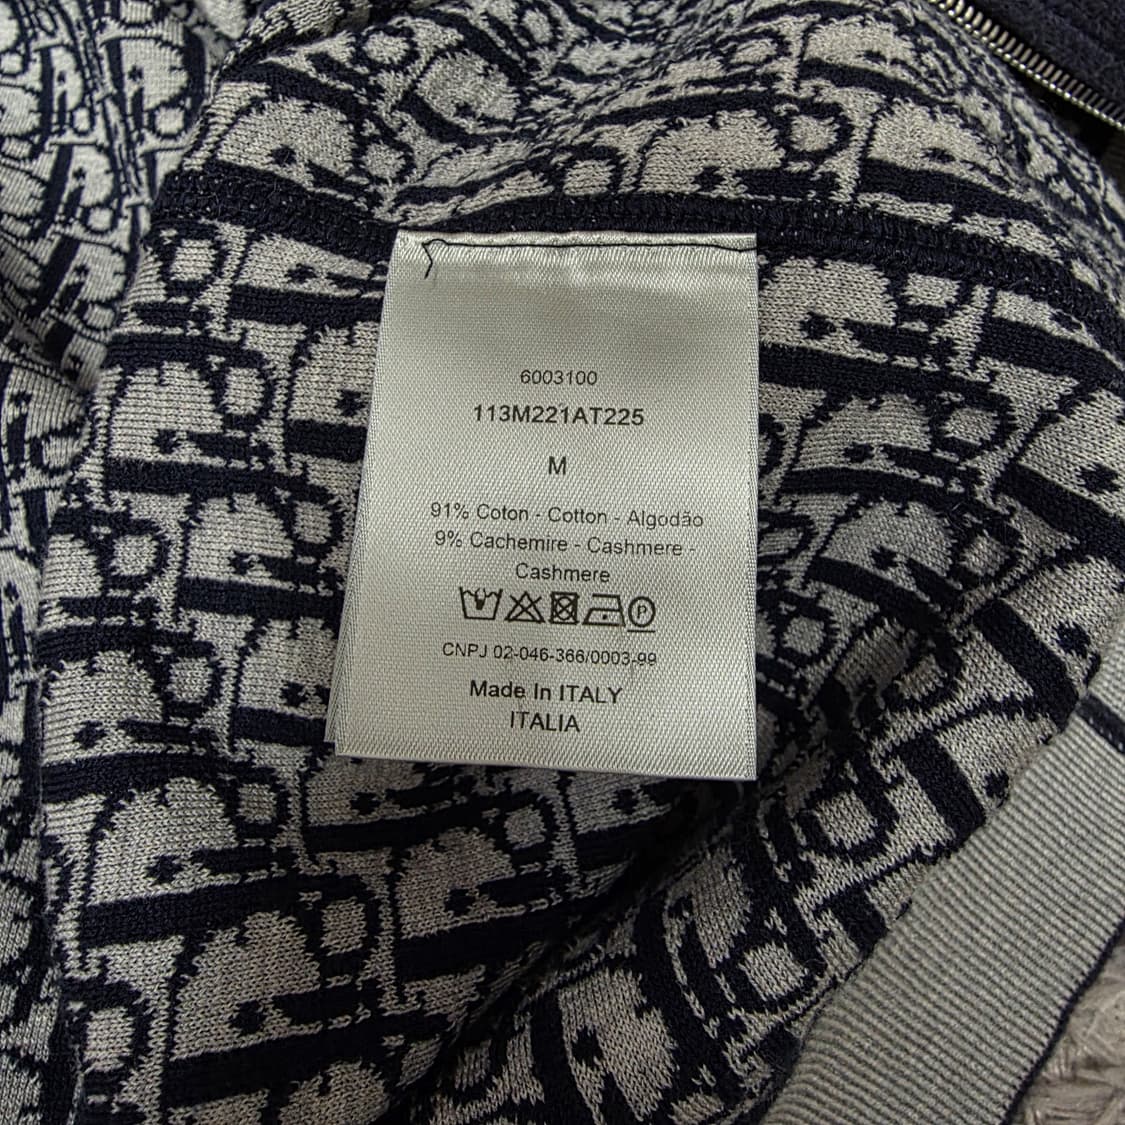 6003100
113M221AT225
M
91% Coton - Cotton - Algodão
9% Cachemire - Cashmere -
Cashmere
P
CNPJ 02-046-366/0003-99
Made In ITALY
ITALIA